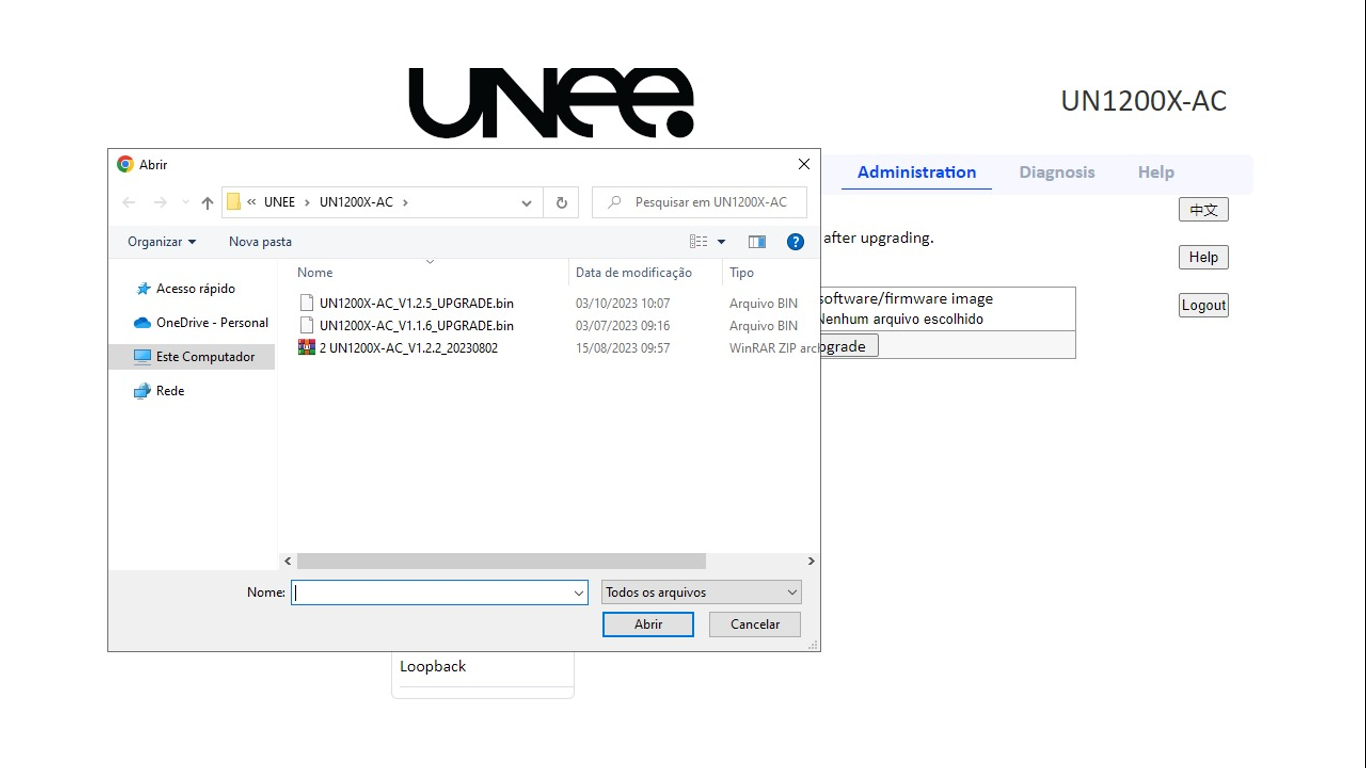 unee.
UN1200X-AC
Abrir
Administration Diagnosis Help
UNEE UN1200X-AC
Pesquisar em UN1200X-AC
中文
Organizar Nova pasta
after upgrading.
Help
Nome Data de modificação Tipo
Acesso rápido
OneDrive - Personal
Este Computador
Rede
UN1200X-AC_V1.2.5_UPGRADE.bin 03/10/2023 10:07 Arquivo BIN
UN1200X-AC_V1.1.6_UPGRADE.bin 03/07/2023 09:16 Arquivo BIN
2 UN1200X-AC_V1.2.2_20230802 15/08/2023 09:57 WinRAR ZIP arc
software/firmware image
Nenhum arquivo escolhido
pgrade
Logout
Nome: Todos os arquivos
Abrir Cancelar
Loopback